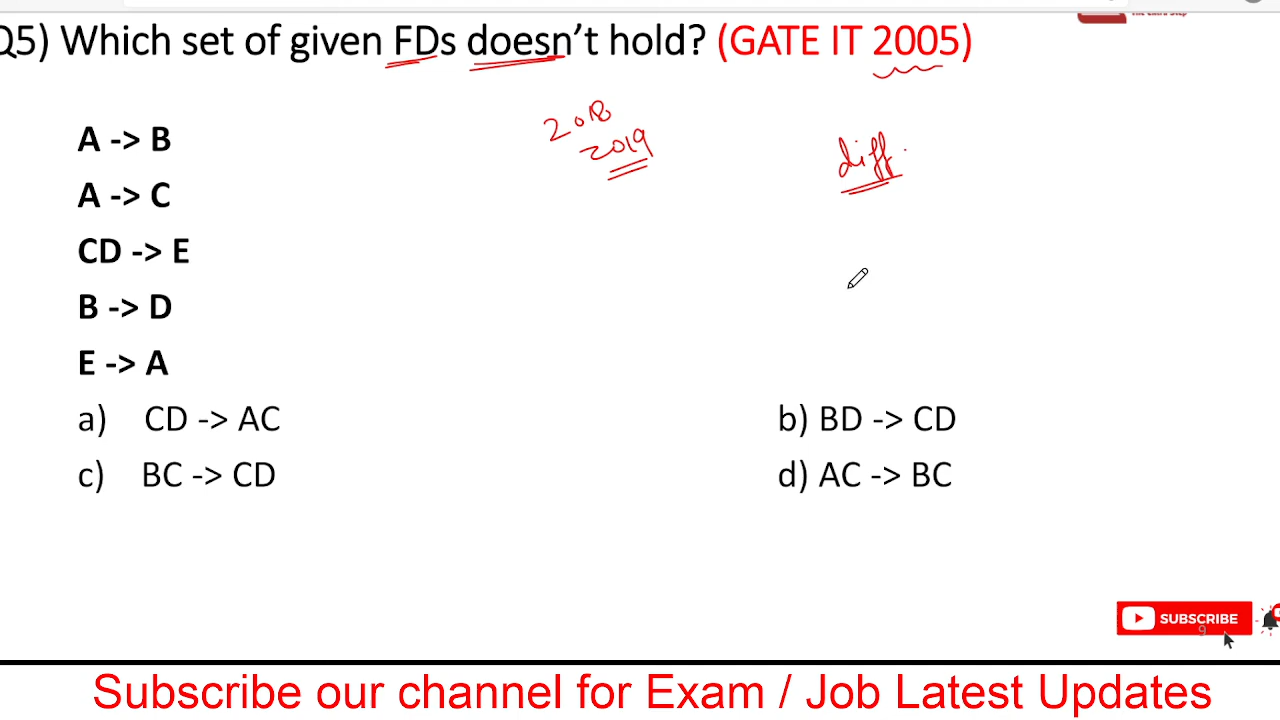 Q5) Which set of given FDs doesn't hold? (GATE IT 2005)
2018
2019
diff.
A -> B
A -> C
CD -> E
B -> D
E -> A
a) CD -> AC
b) BD -> CD
c) BC -> CD
d) AC -> BC
SUBSCRIBE
9
Subscribe our channel for Exam / Job Latest Updates